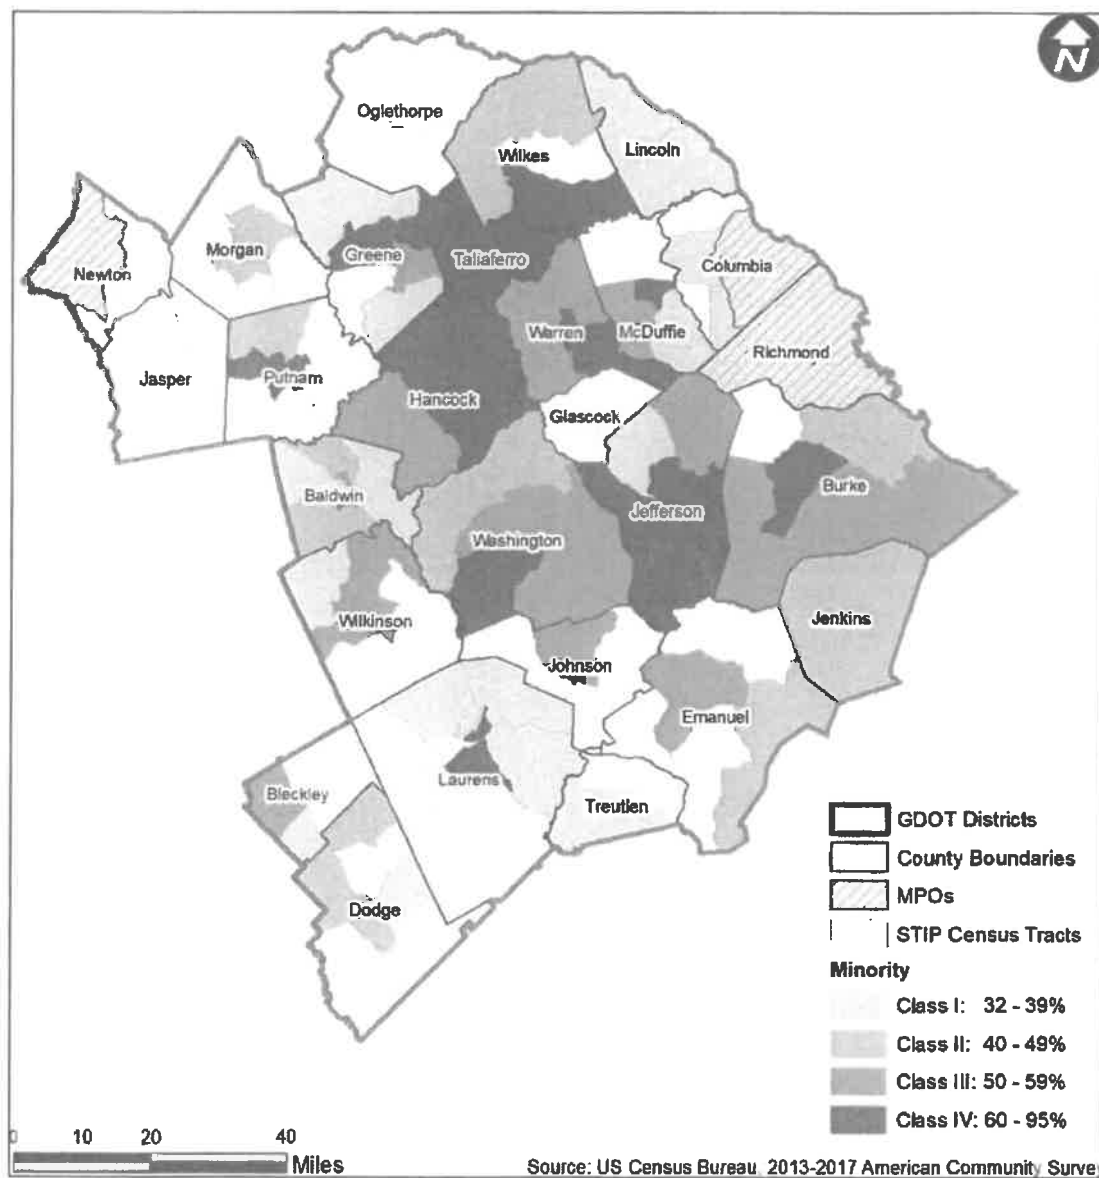 N
Oglethorpe
Wilkes
Lincoln
Morgan
Greene
Taliaferro
Newton
Columbia
Warren
McDuffie
Richmond
Jasper
Putnam
Hancock
Glascock
Baldwin
Burke
Jefferson
Washington
Wilkinson
Jenkins
Johnson
Emanuel
Laurens
Bleckley
Treutlen
Dodge
GDOT Districts
County Boundaries
MPOs
STIP Census Tracts
Minority
Class I: 32 - 39%
Class II: 40 - 49%
Class III: 50 - 59%
Class IV: 60 - 95%
0 10 20 40
Miles
Source: US Census Bureau, 2013-2017 American Community Surve